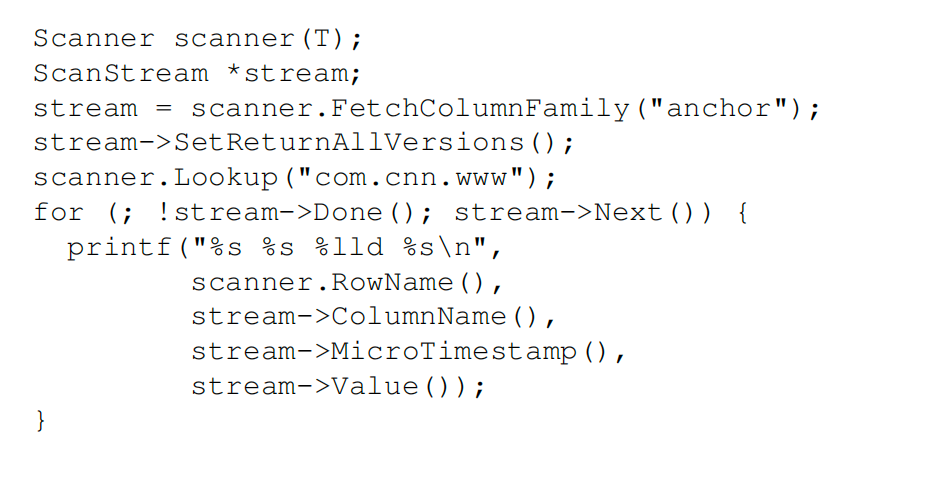 Scanner scanner(T);
ScanStream *stream;
stream = scanner.FetchColumnFamily("anchor");
stream->SetReturnAllVersions();
scanner.Lookup("com.cnn.www");
for (; !stream->Done(); stream->Next()) {
  printf("%s %s %lld %s\n",
         scanner.RowName(),
         stream->ColumnName(),
         stream->MicroTimestamp(),
         stream->Value());
}